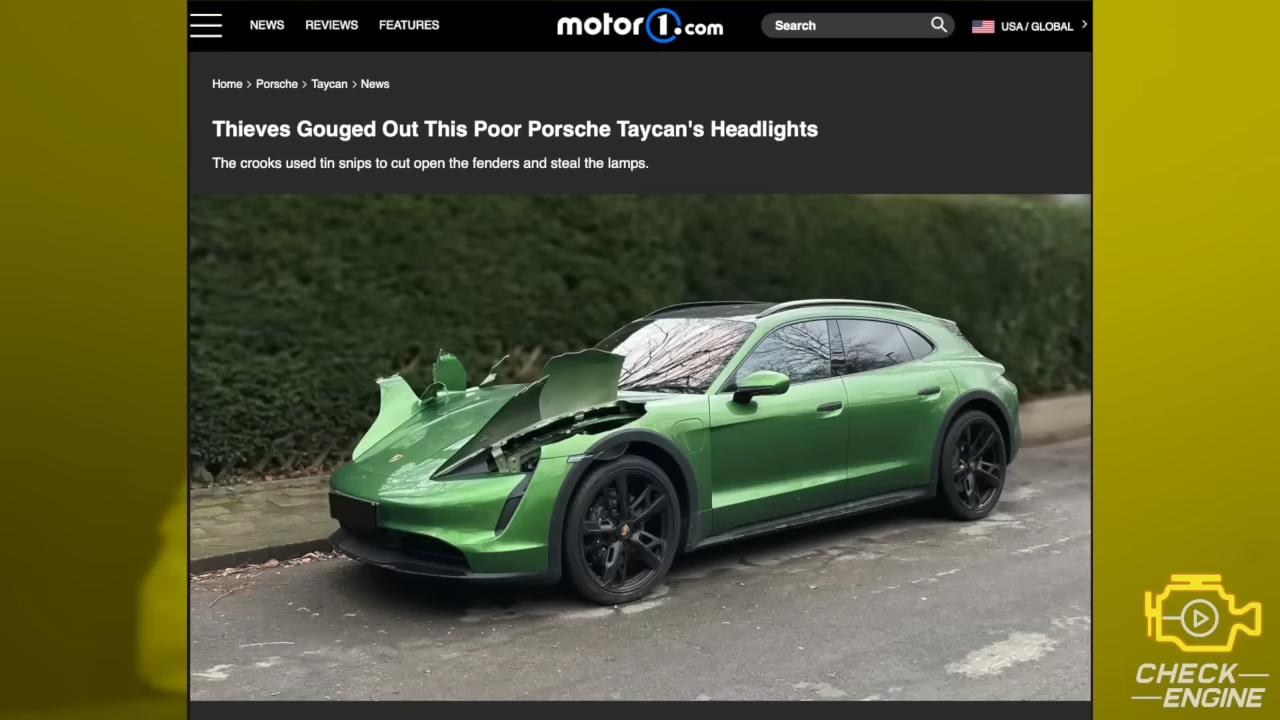 NEWS REVIEWS FEATURES motor1.com Search USA / GLOBAL
Home > Porsche > Taycan > News
Thieves Gouged Out This Poor Porsche Taycan's Headlights
The crooks used tin snips to cut open the fenders and steal the lamps.
CHECK
ENGINE